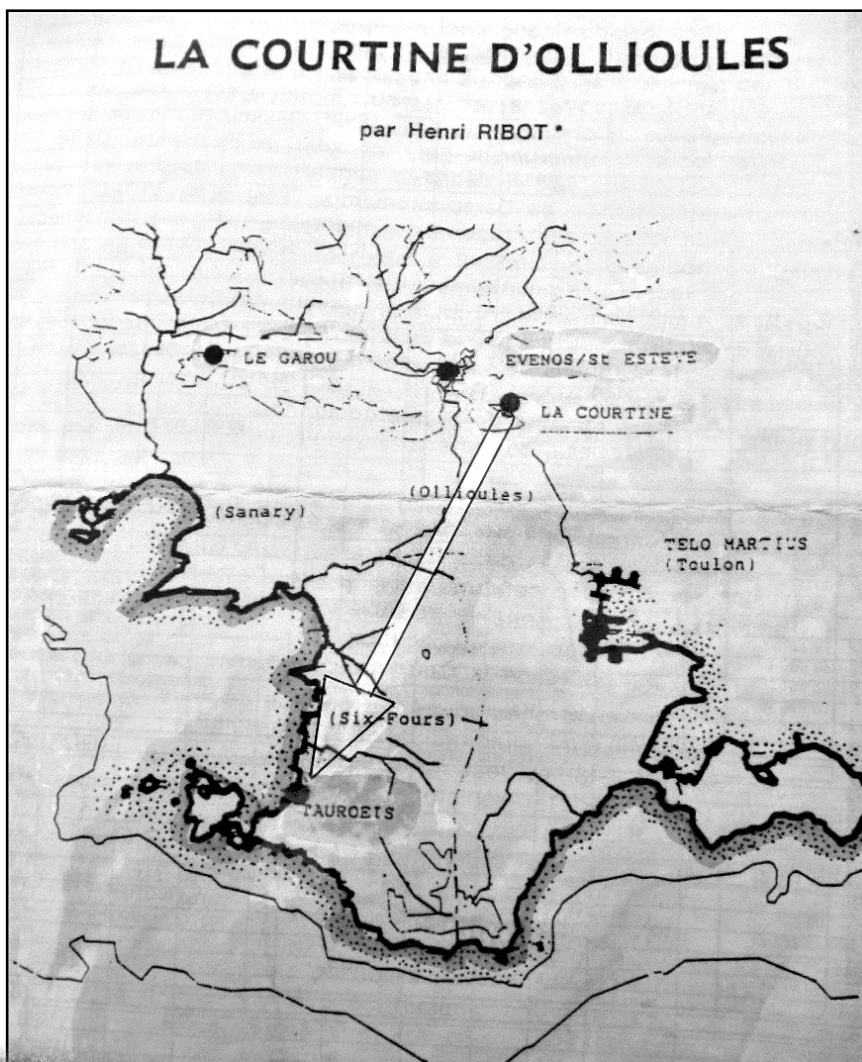 LA COURTINE D'OLLIOULES
par Henri RIBOT *
LE GAROU
EVENOS/St ESTEVE
LA COURTINE
(Ollioules)
(Sanary)
TELO MARTIUS
(Toulon)
(Six-Fours)
TAUROEIS